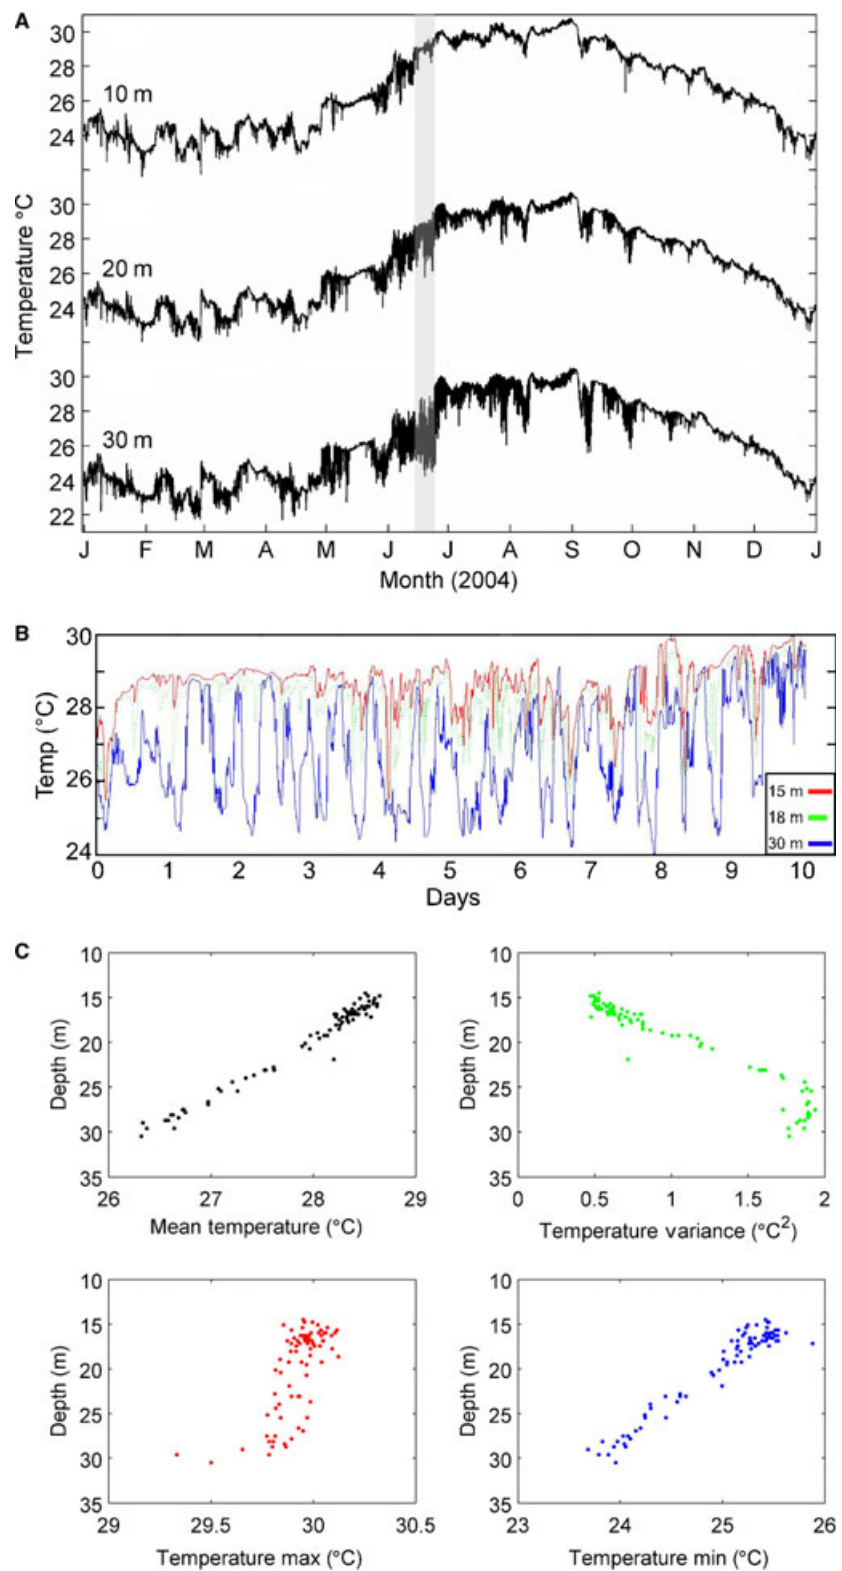 A
30
28
26
24
10 m
30
28
26
24
20 m
30
28
26
24
22
30 m
Temperature °C
J F M A M J J A S O N D J
Month (2004)
B
30
28
26
24
Temp (°C)
15 m
18 m
30 m
0 1 2 3 4 5 6 7 8 9 10
Days
C
10
15
20
25
30
35
Depth (m)
26 27 28 29
Mean temperature (°C)
10
15
20
25
30
35
Depth (m)
0 0.5 1 1.5 2
Temperature variance (°C²)
10
15
20
25
30
35
Depth (m)
29 29.5 30 30.5
Temperature max (°C)
10
15
20
25
30
35
Depth (m)
23 24 25 26
Temperature min (°C)